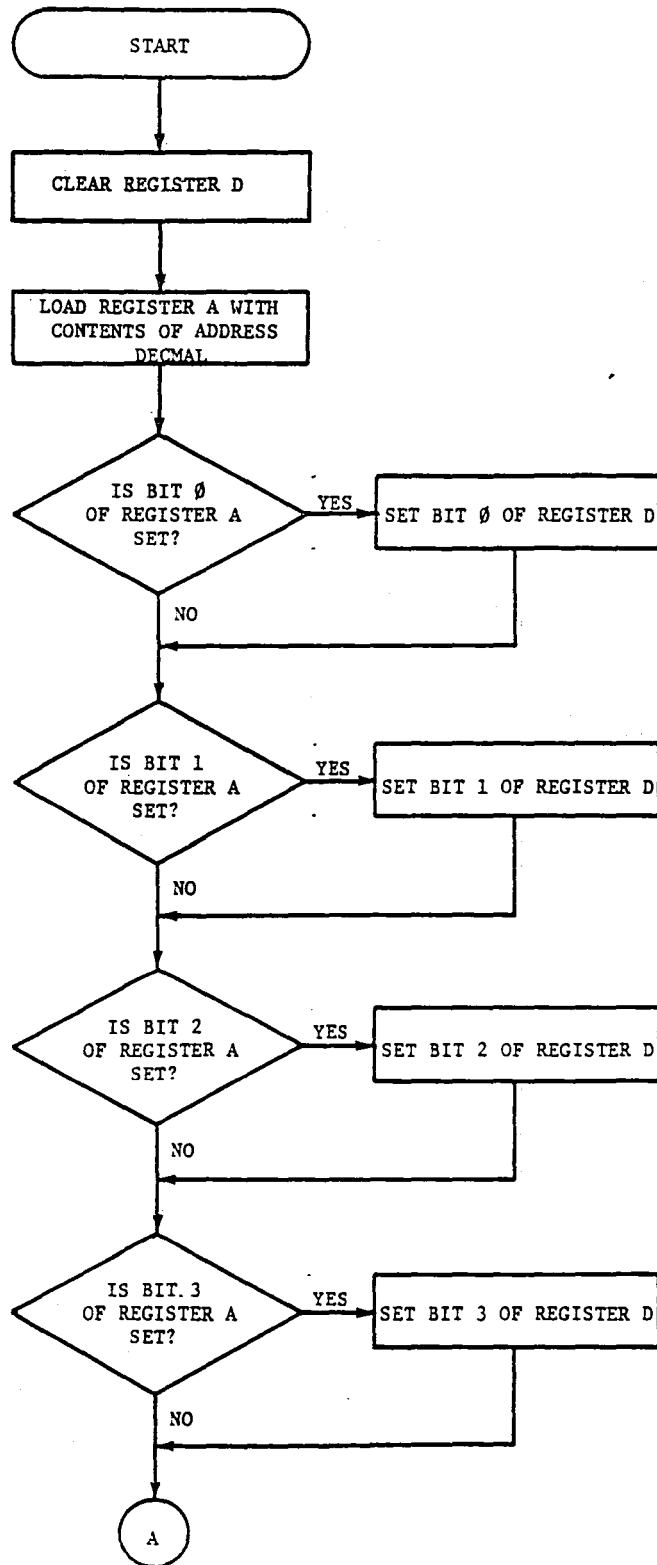 START
CLEAR REGISTER D
LOAD REGISTER A WITH
CONTENTS OF ADDRESS
DECMAL
IS BIT Ø
OF REGISTER A
SET?
YES
SET BIT Ø OF REGISTER D
NO
IS BIT 1
OF REGISTER A
SET?
YES
SET BIT 1 OF REGISTER D
NO
IS BIT 2
OF REGISTER A
SET?
YES
SET BIT 2 OF REGISTER D
NO
IS BIT 3
OF REGISTER A
SET?
YES
SET BIT 3 OF REGISTER D
NO
A